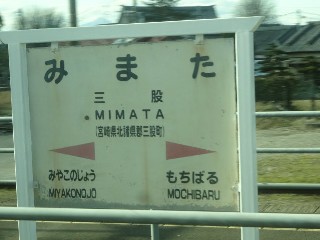 みまた
三股
MIMATA
(宮崎県北諸県郡三股町)
みやこのじょう
MIYAKONOJO
もちばる
MOCHIBARU